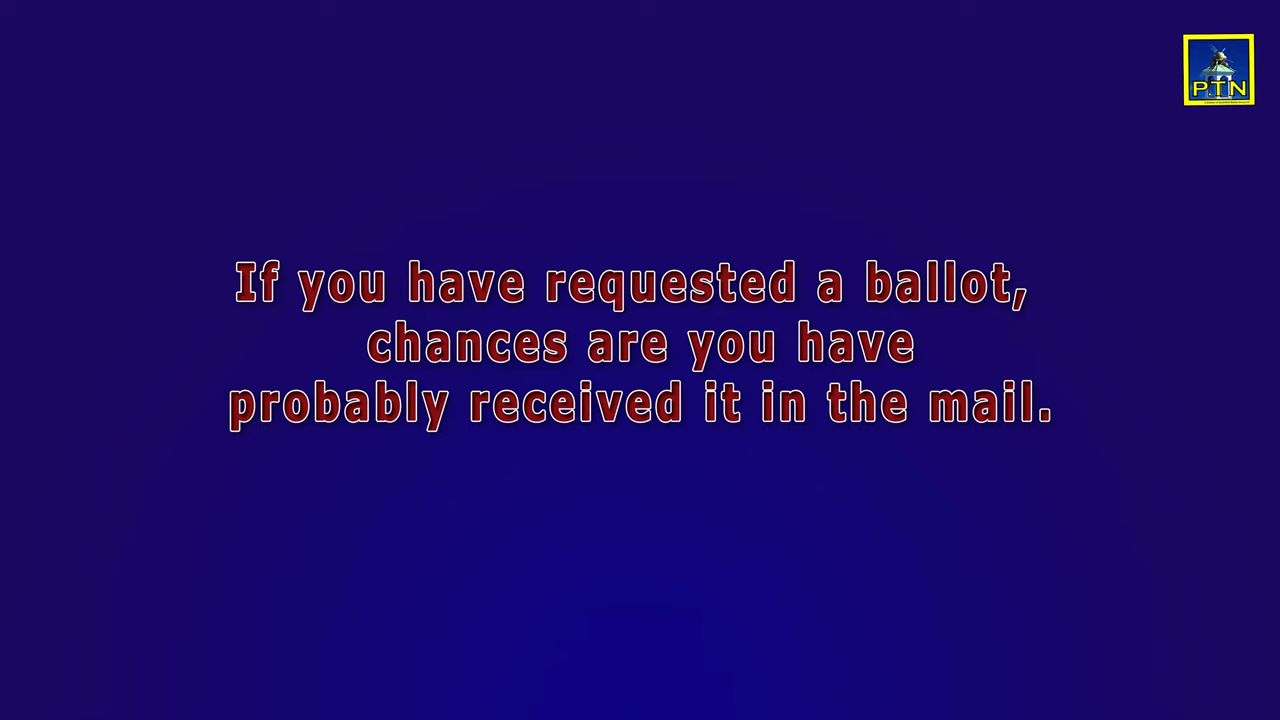 PTN
If you have requested a ballot,
chances are you have
probably received it in the mail.